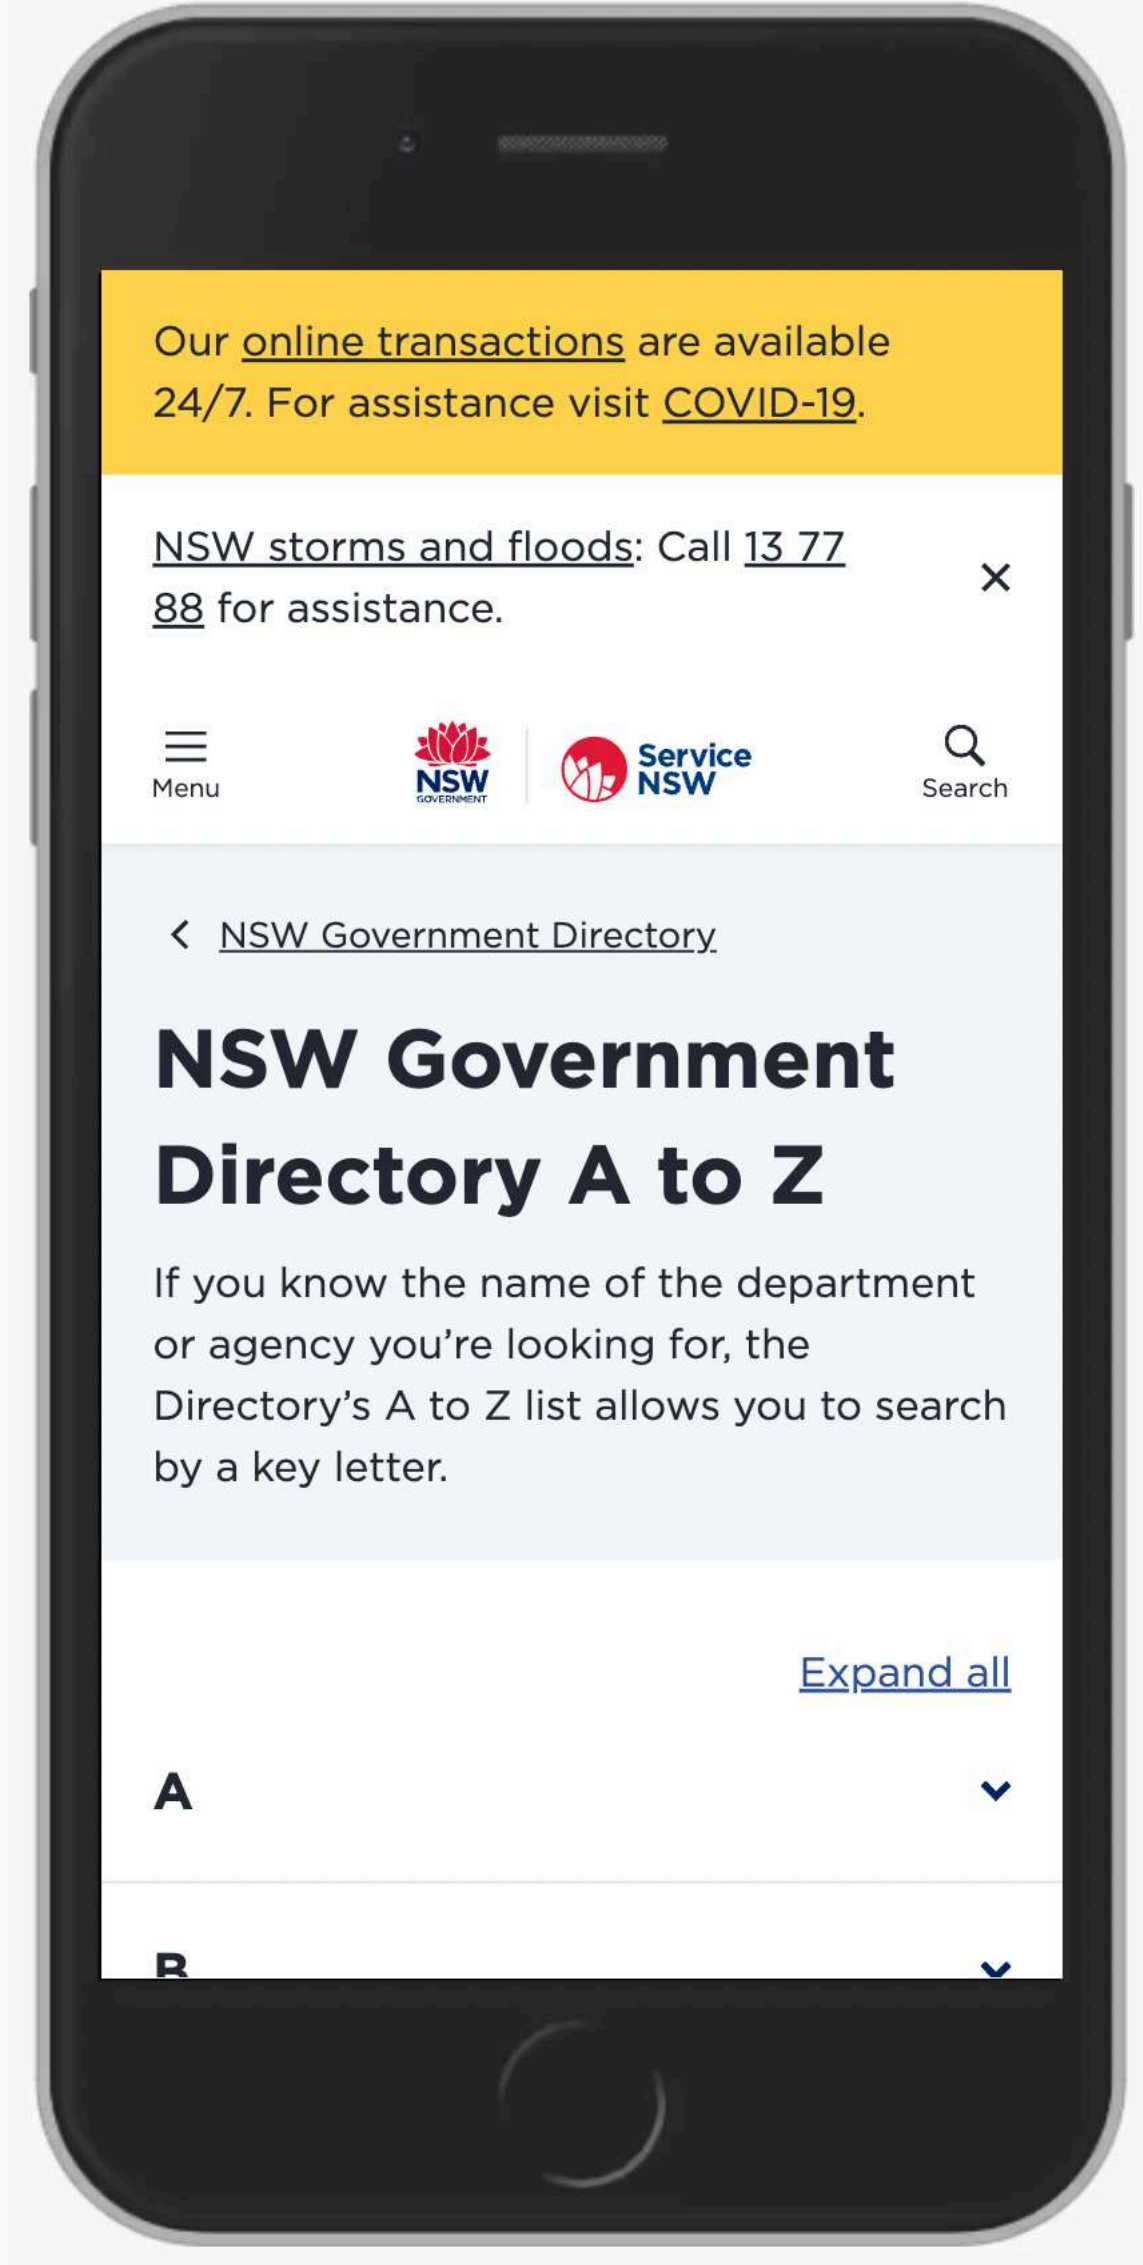 Our online transactions are available
24/7. For assistance visit COVID-19.
NSW storms and floods: Call 13 77
88 for assistance.
Menu
NSW
GOVERNMENT
Service
NSW
Search
NSW Government Directory
NSW Government
Directory A to Z
If you know the name of the department
or agency you're looking for, the
Directory's A to Z list allows you to search
by a key letter.
Expand all
A
B